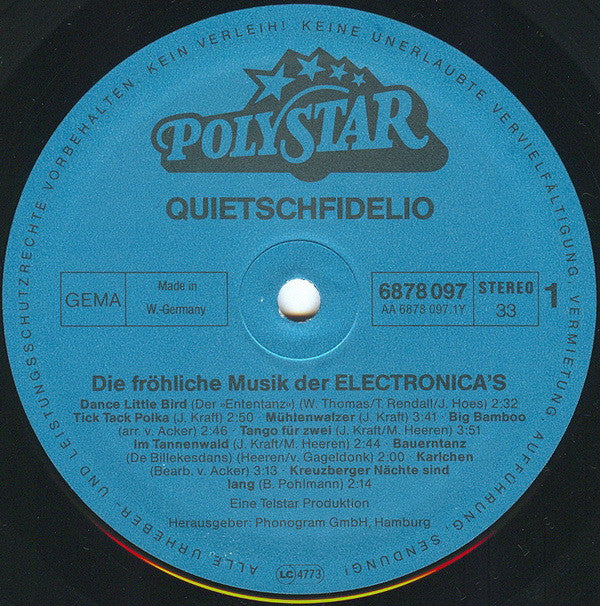 ALLE URHEBER- UND LEISTUNGSSCHUTZRECHTE VORBEHALTEN. KEIN VERLEIH! KEINE UNERLAUBTE VERVIELFÄLTIGUNG, VERMIETUNG, AUFFÜHRUNG, SENDUNG!
POLYSTAR
QUIETSCHFIDELIO
GEMA
Made in
W.-Germany
6878 097
AA 6878 097.1Y
STEREO
33
1
Die fröhliche Musik der ELECTRONICA'S
Dance Little Bird (Der »Ententanz«) (W. Thomas/T. Rendall/J. Hoes) 2:32
Tick Tack Polka (J. Kraft) 2:50 · Mühtenwalzer (J. Kraft) 3:41 · Big Bamboo
(arr v. Acker) 2:46 · Tango für zwei (J. Kraft/M. Heeren) 3:51
Im Tannenwald (J. Kraft/M. Heeren) 2:44 · Bauerntanz
(De Billekesdans) (Heeren/v. Gageldonk) 2:00 · Karlchen
(Bearb. v. Acker) 3:13 · Kreuzberger Nächte sind
lang (B. Pohlmann) 2:14
Eine Telstar Produktion
Herausgeber: Phonogram GmbH, Hamburg
LC 4773